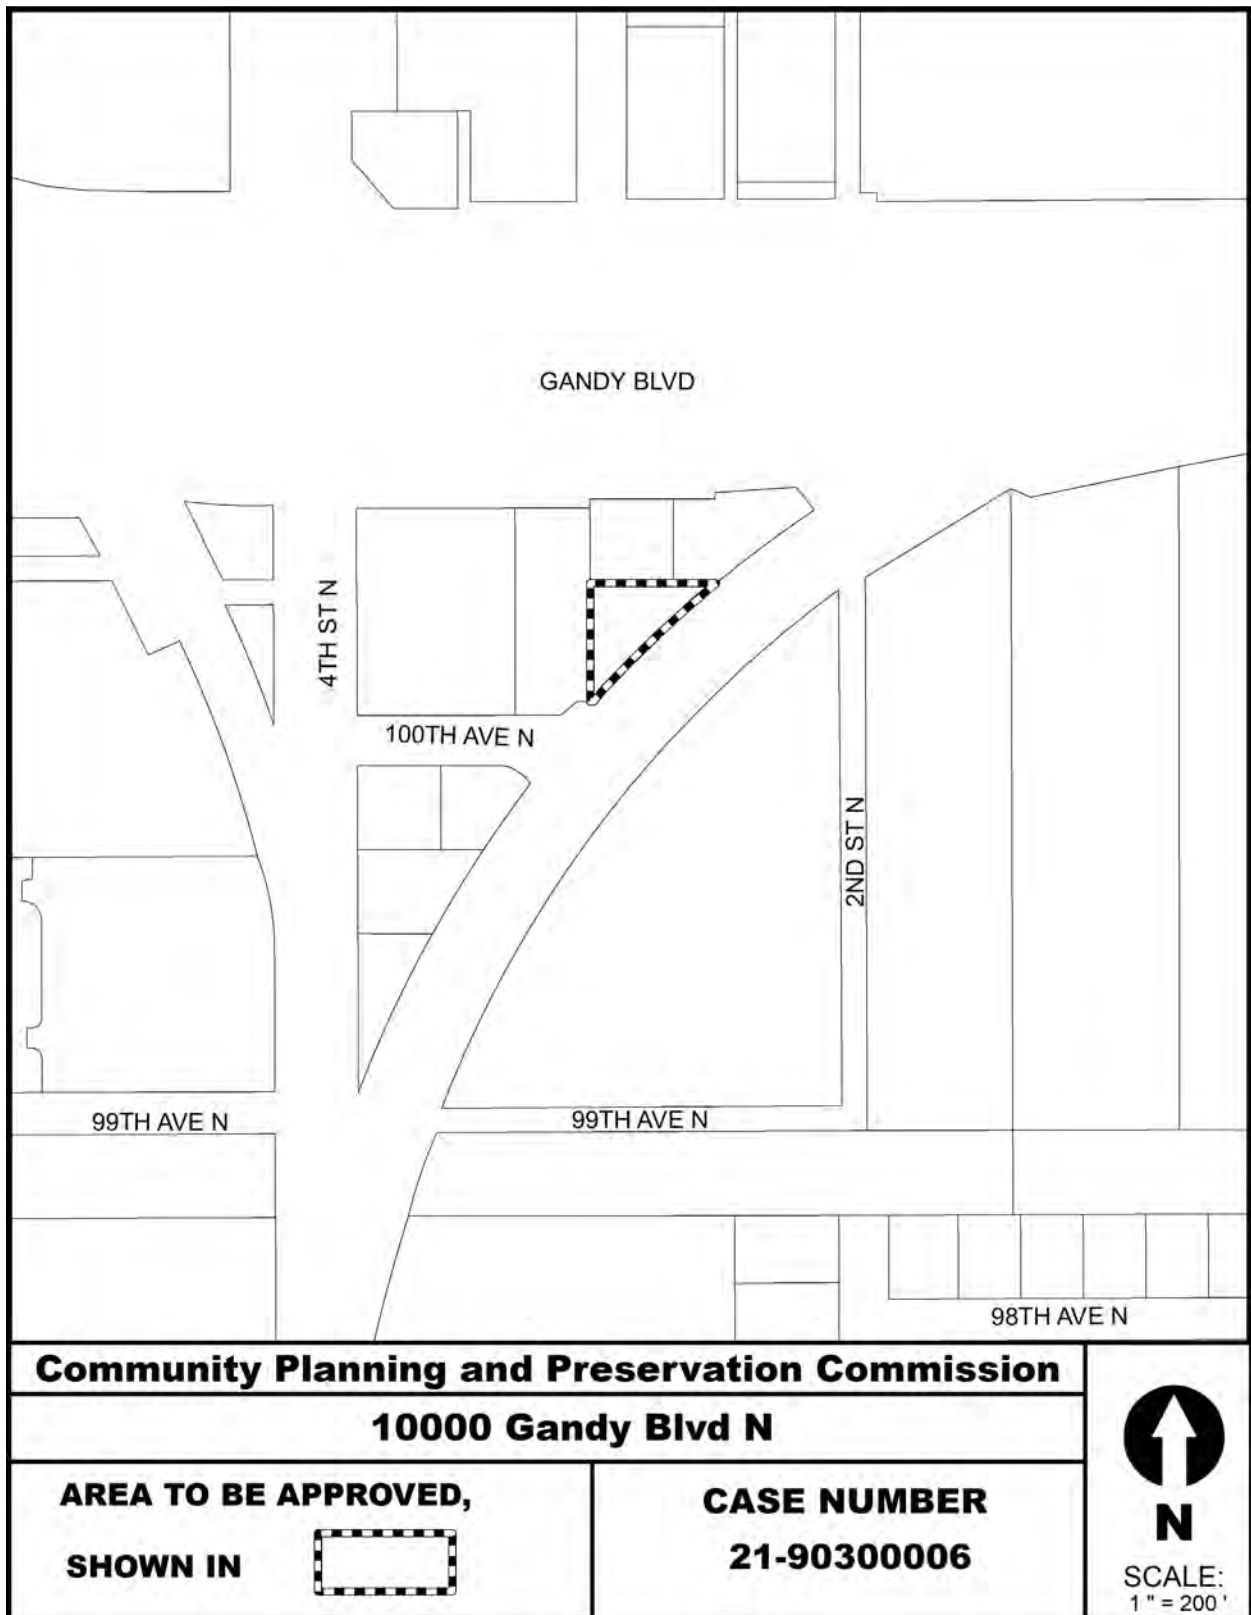 GANDY BLVD
4TH ST N
100TH AVE N
2ND ST N
99TH AVE N
99TH AVE N
98TH AVE N
Community Planning and Preservation Commission
10000 Gandy Blvd N
AREA TO BE APPROVED,
SHOWN IN
CASE NUMBER
21-90300006
N
SCALE:
1 " = 200 '